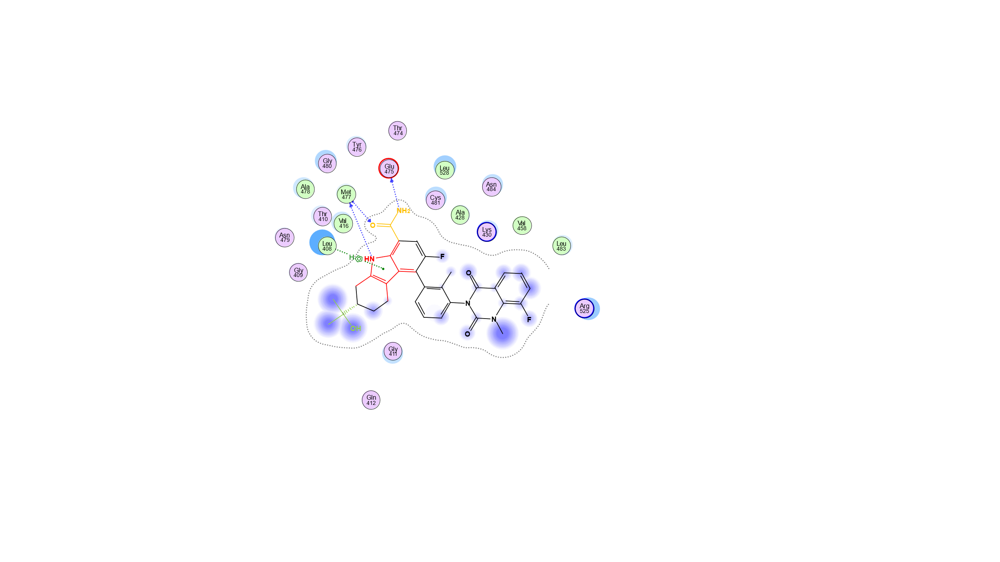 Thr
474
Tyr
476
Gly
480
Glu
475
Leu
528
Asn
484
Ala
478
Met
477
Cys
481
Thr
410
Val
416
Ala
428
Lys
430
Val
458
Asn
479
Leu
408
Leu
483
NH2
O
H
HN
F
Gly
409
O
N
N
O
F
OH
Arg
525
Gly
411
Gln
412